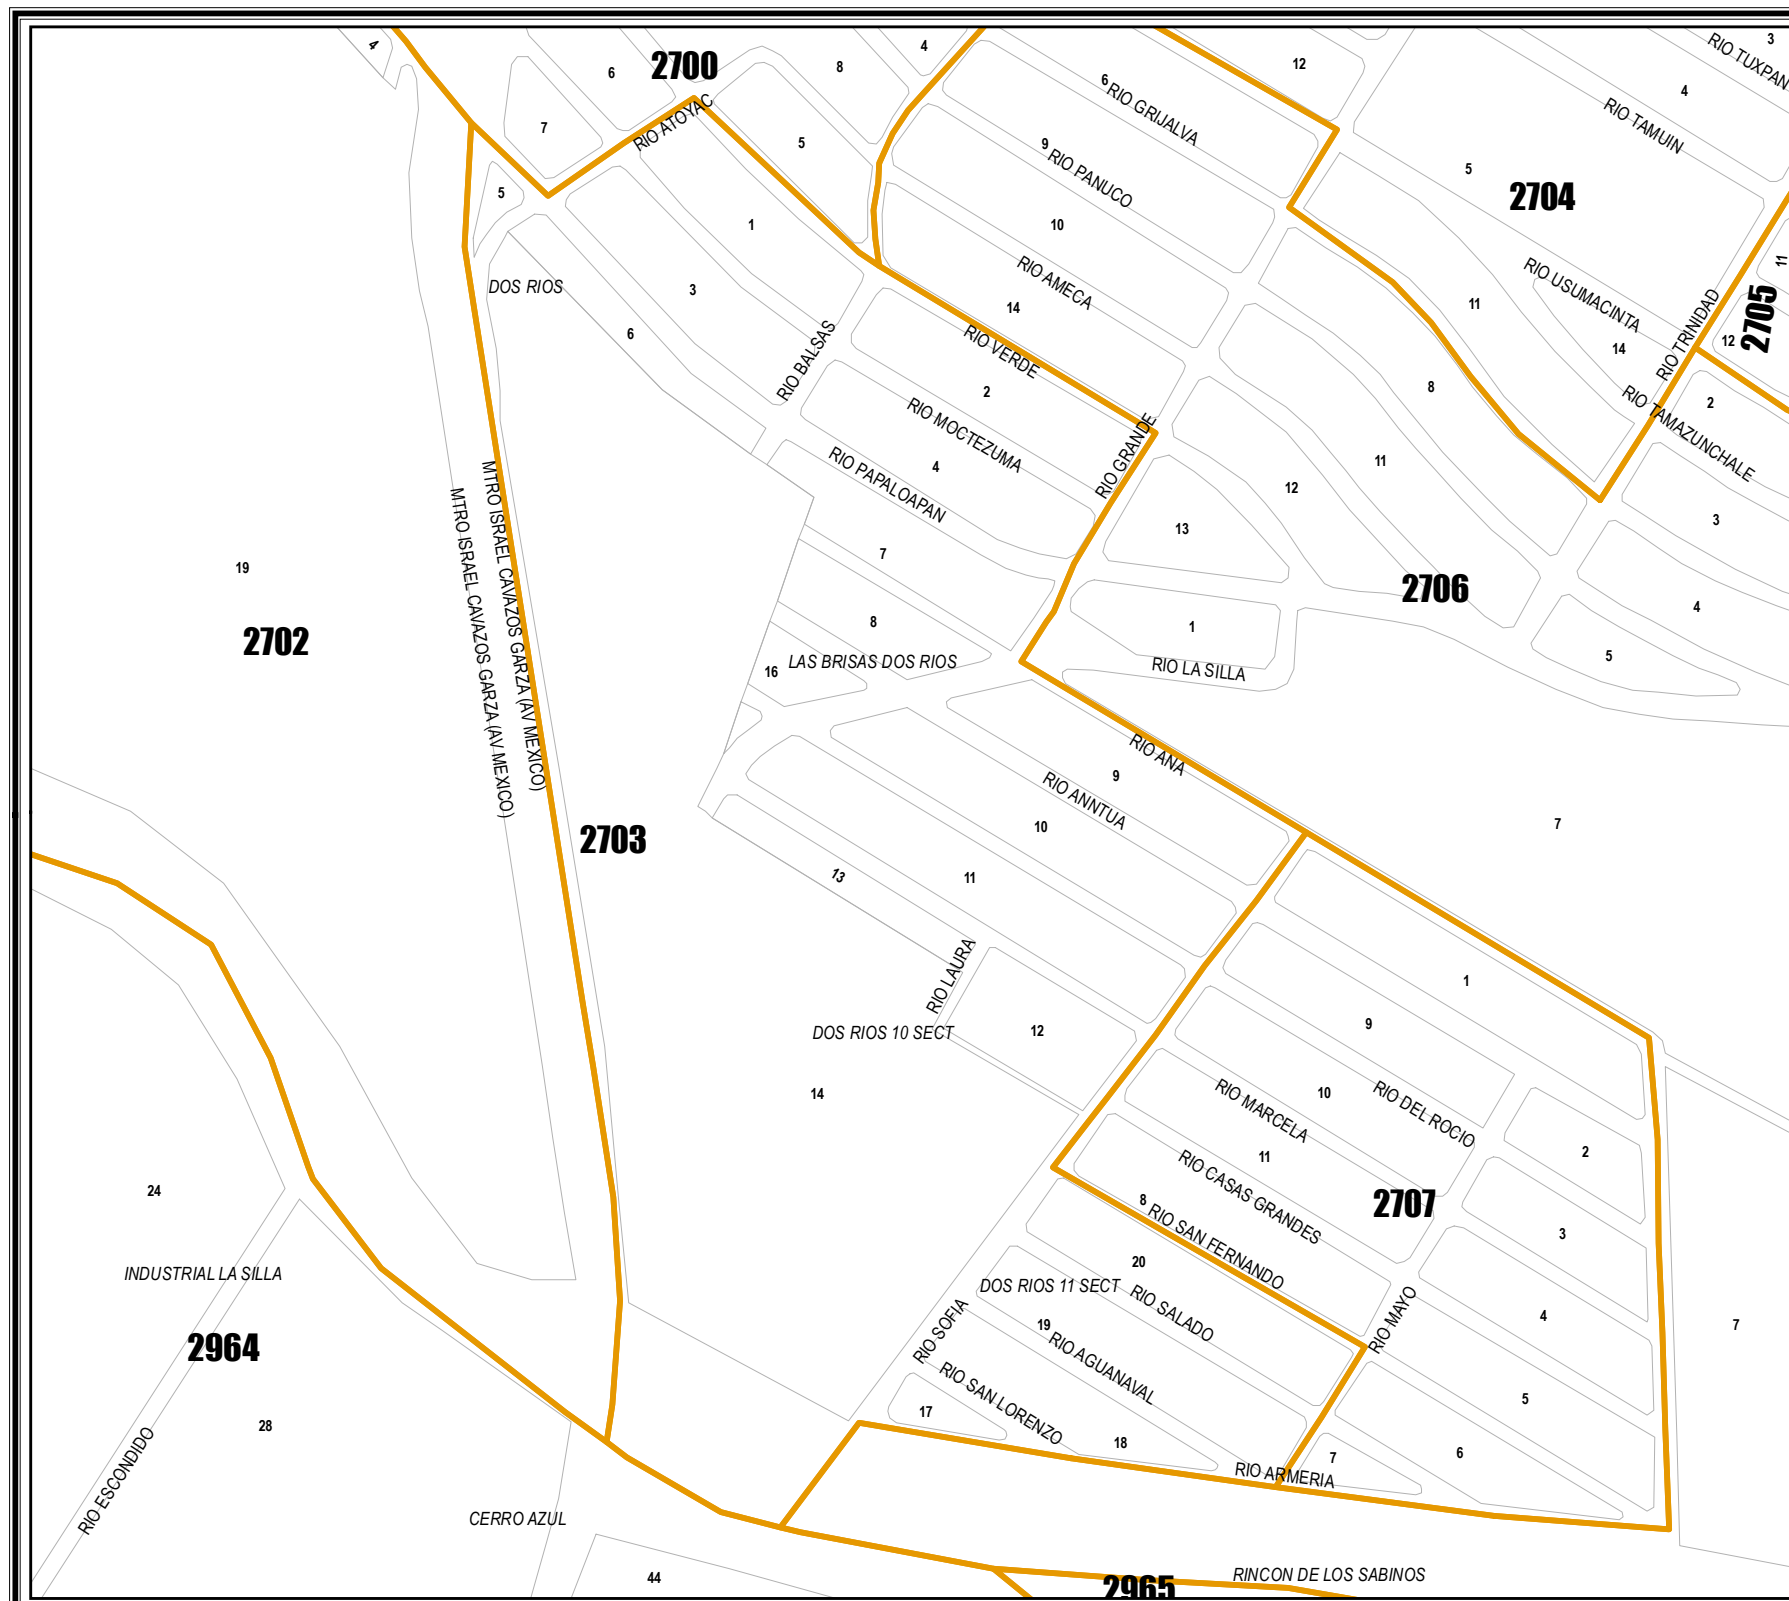 4
6
2700
8
4
12
3
RIO TUXPAN
7
RIO ATOYAC
5
6
RIO GRIJALVA
4
RIO TAMUIN
9
RIO PANUCO
5
2704
5
1
10
11
DOS RIOS
3
RIO AMECA
14
RIO USUMACINTA
11
2705
6
RIO BALSAS
RIO VERDE
14
RIO TRINIDAD
12
2
8
RIO TAMAZUNCHALE
2
RIO MOCTEZUMA
RIO GRANDE
4
RIO PAPALOAPAN
11
12
3
13
MTRO ISRAEL CAVAZOS GARZA (AV MEXICO)
MTRO ISRAEL CAVAZOS GARZA (AV MEXICO)
19
7
2706
4
2702
8
1
LAS BRISAS DOS RIOS
16
RIO LA SILLA
5
RIO ANA
9
RIO ANNTUA
10
7
2703
13
11
RIO LAURA
1
DOS RIOS 10 SECT
12
9
14
10
RIO DEL ROCIO
RIO MARCELA
2
11
RIO CASAS GRANDES
24
8
RIO SAN FERNANDO
2707
3
INDUSTRIAL LA SILLA
20
DOS RIOS 11 SECT
RIO SALADO
4
7
2964
RIO SOFIA
19
RIO AGUANAVAL
RIO MAYO
RIO SAN LORENZO
17
5
28
18
6
7
RIO ARMERIA
RIO ESCONDIDO
CERRO AZUL
44
2965
RINCON DE LOS SABINOS